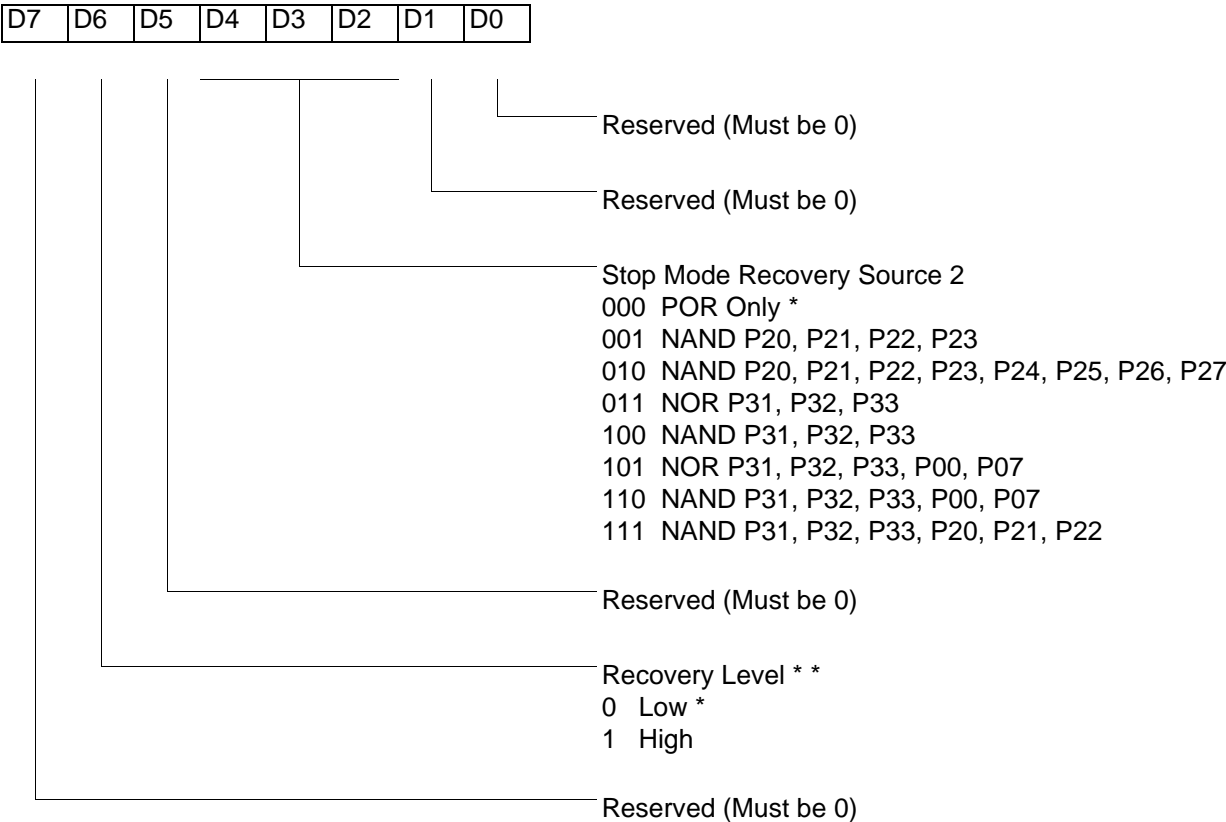 D7 D6 D5 D4 D3 D2 D1 D0
Reserved (Must be 0)
Reserved (Must be 0)
Stop Mode Recovery Source 2
000 POR Only *
001 NAND P20, P21, P22, P23
010 NAND P20, P21, P22, P23, P24, P25, P26, P27
011 NOR P31, P32, P33
100 NAND P31, P32, P33
101 NOR P31, P32, P33, P00, P07
110 NAND P31, P32, P33, P00, P07
111 NAND P31, P32, P33, P20, P21, P22
Reserved (Must be 0)
Recovery Level * *
0 Low *
1 High
Reserved (Must be 0)